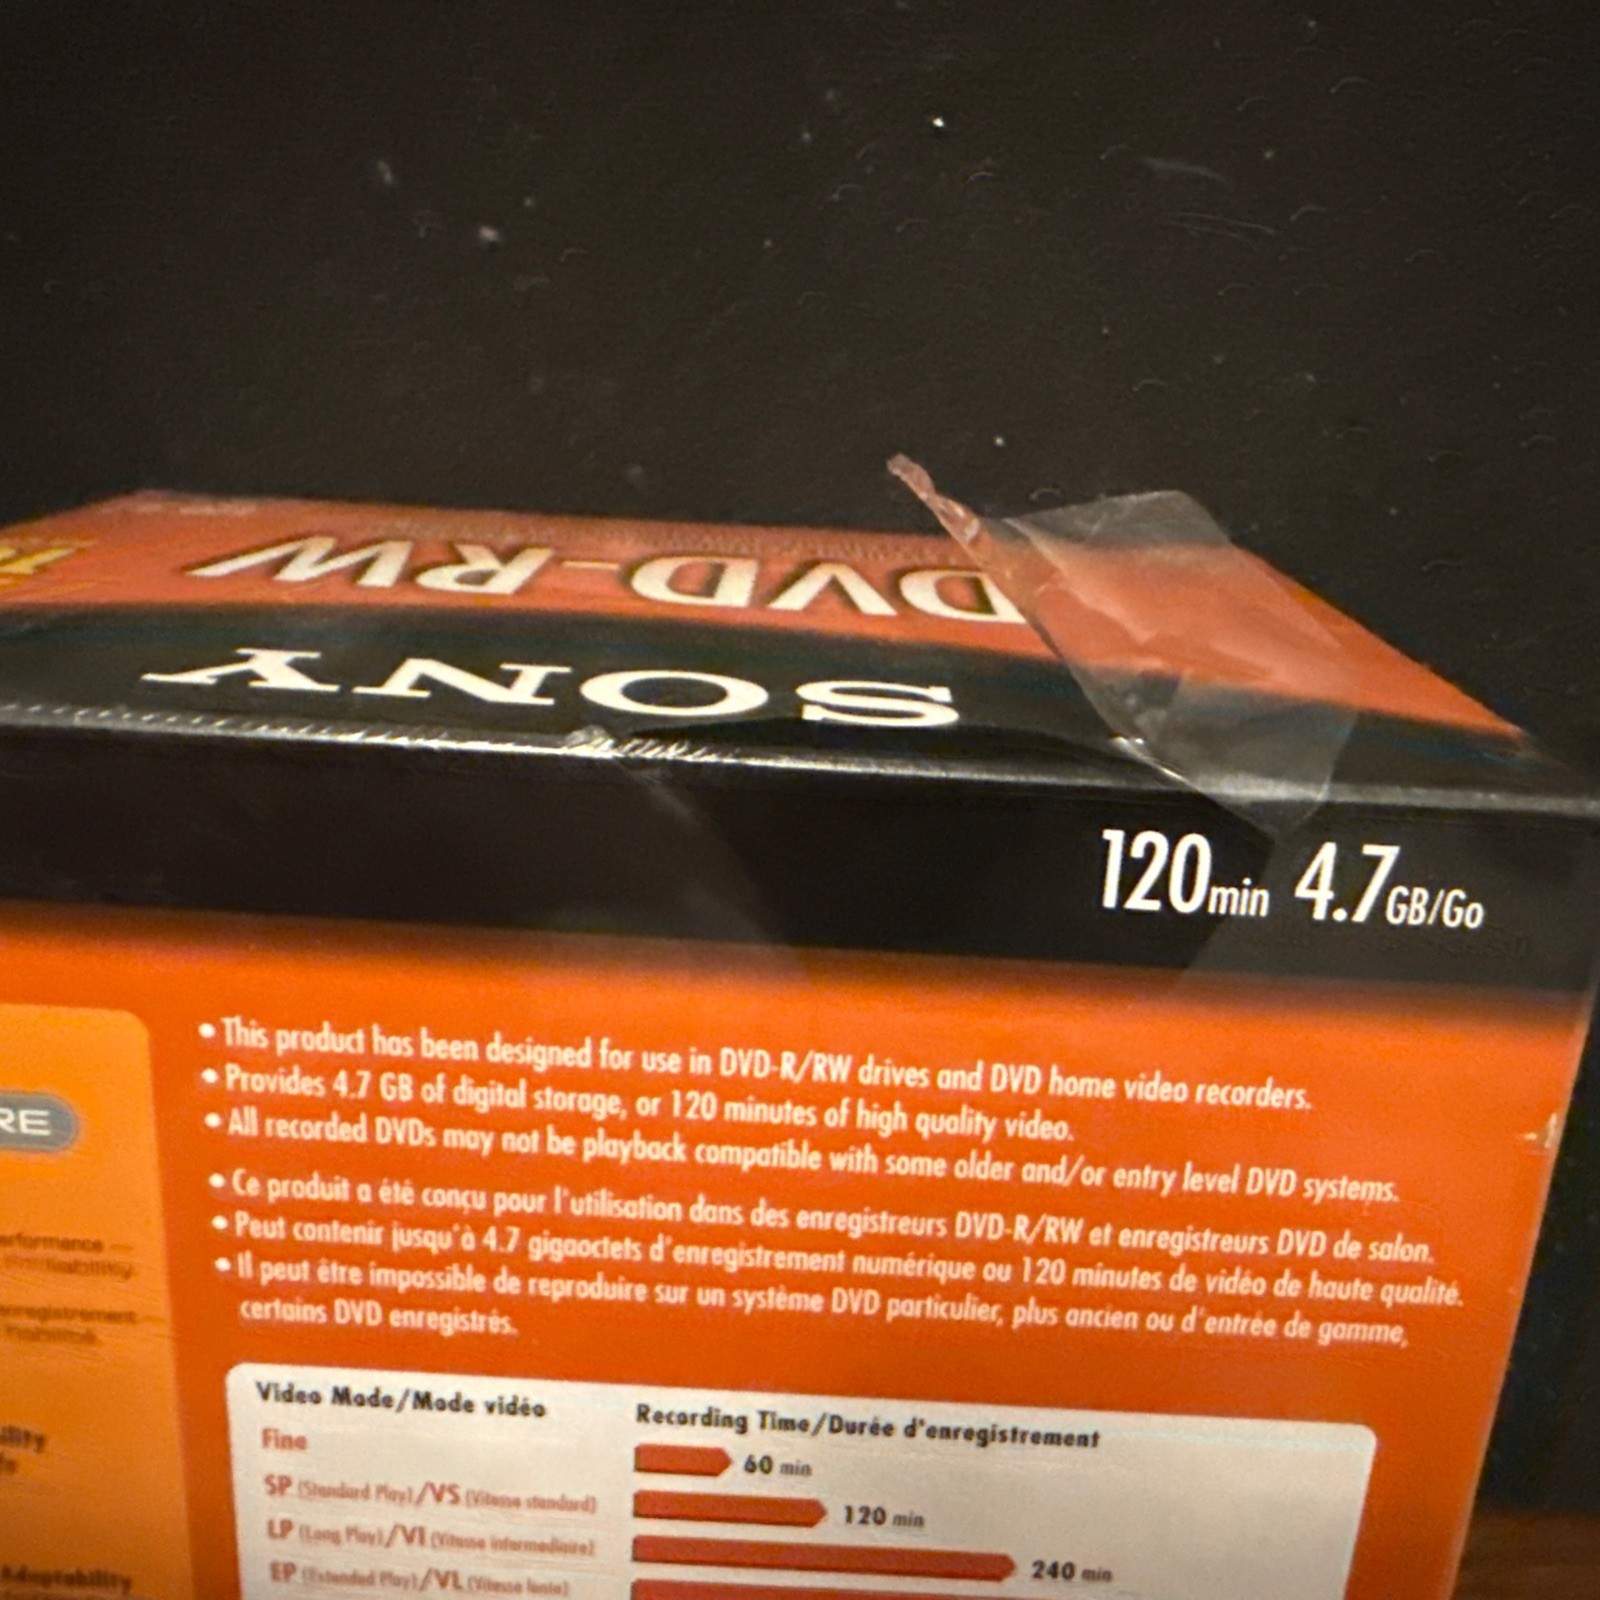 DVD-RW
SONY
120min 4.7GB/Go
RE
• This product has been designed for use in DVD-R/RW drives and DVD home video recorders.
• Provides 4.7 GB of digital storage, or 120 minutes of high quality video.
• All recorded DVDs may not be playback compatible with some older and/or entry level DVD systems.
• Ce produit a été conçu pour l'utilisation dans des enregistreurs DVD-R/RW et enregistreurs DVD de salon.
• Peut contenir jusqu'à 4.7 gigaoctets d'enregistrement numérique ou 120 minutes de vidéo de haute qualité.
• Il peut être impossible de reproduire sur un système DVD particulier, plus ancien ou d'entrée de gamme,
certains DVD enregistrés.
erformance
enregistrement
Adaptability
Video Mode/Mode vidéo
Recording Time/Durée d'enregistrement
Fine
60 min
SP (Standard Play)/VS (Vitesse standard)
120 min
LP (Long Play)/VI (Vitesse intermediaire)
240 min
EP (Extended Play)/VL (Vitesse lente)